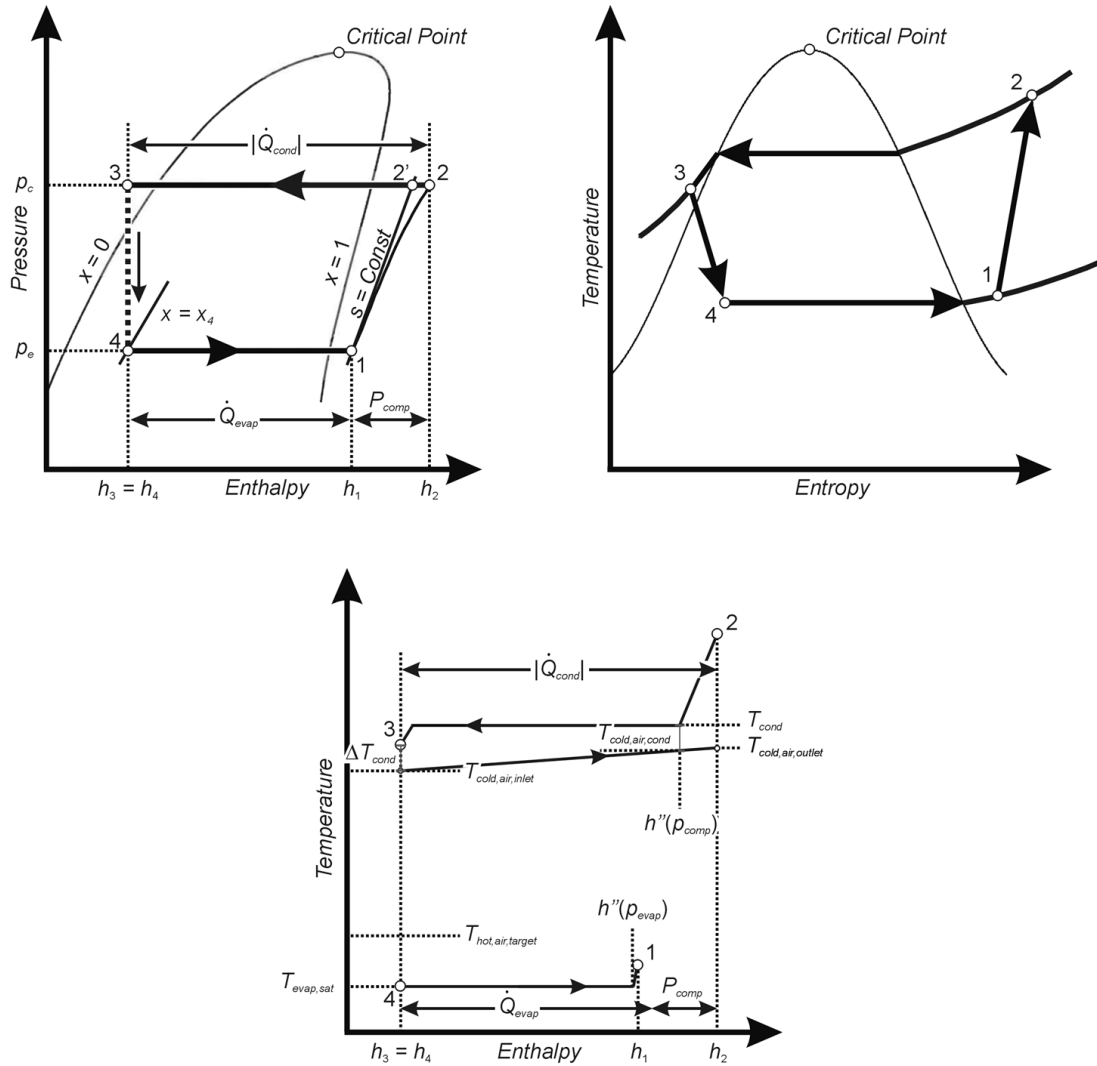 Critical Point
|Q̇cond|
3
2'
2
pc
Pressure
x = 0
x = 1
s = Const
x = x4
pe
4
1
Q̇evap
Pcomp
h3 = h4
Enthalpy
h1
h2
Critical Point
2
3
Temperature
4
1
Entropy
2
|Q̇cond|
Tcond
3
Tcold,air,cond
Tcold,air,outlet
ΔTcond
Tcold,air,inlet
h''(pcomp)
Temperature
h''(pevap)
Thot,air,target
1
Tevap,sat
4
Q̇evap
Pcomp
h3 = h4
Enthalpy
h1
h2